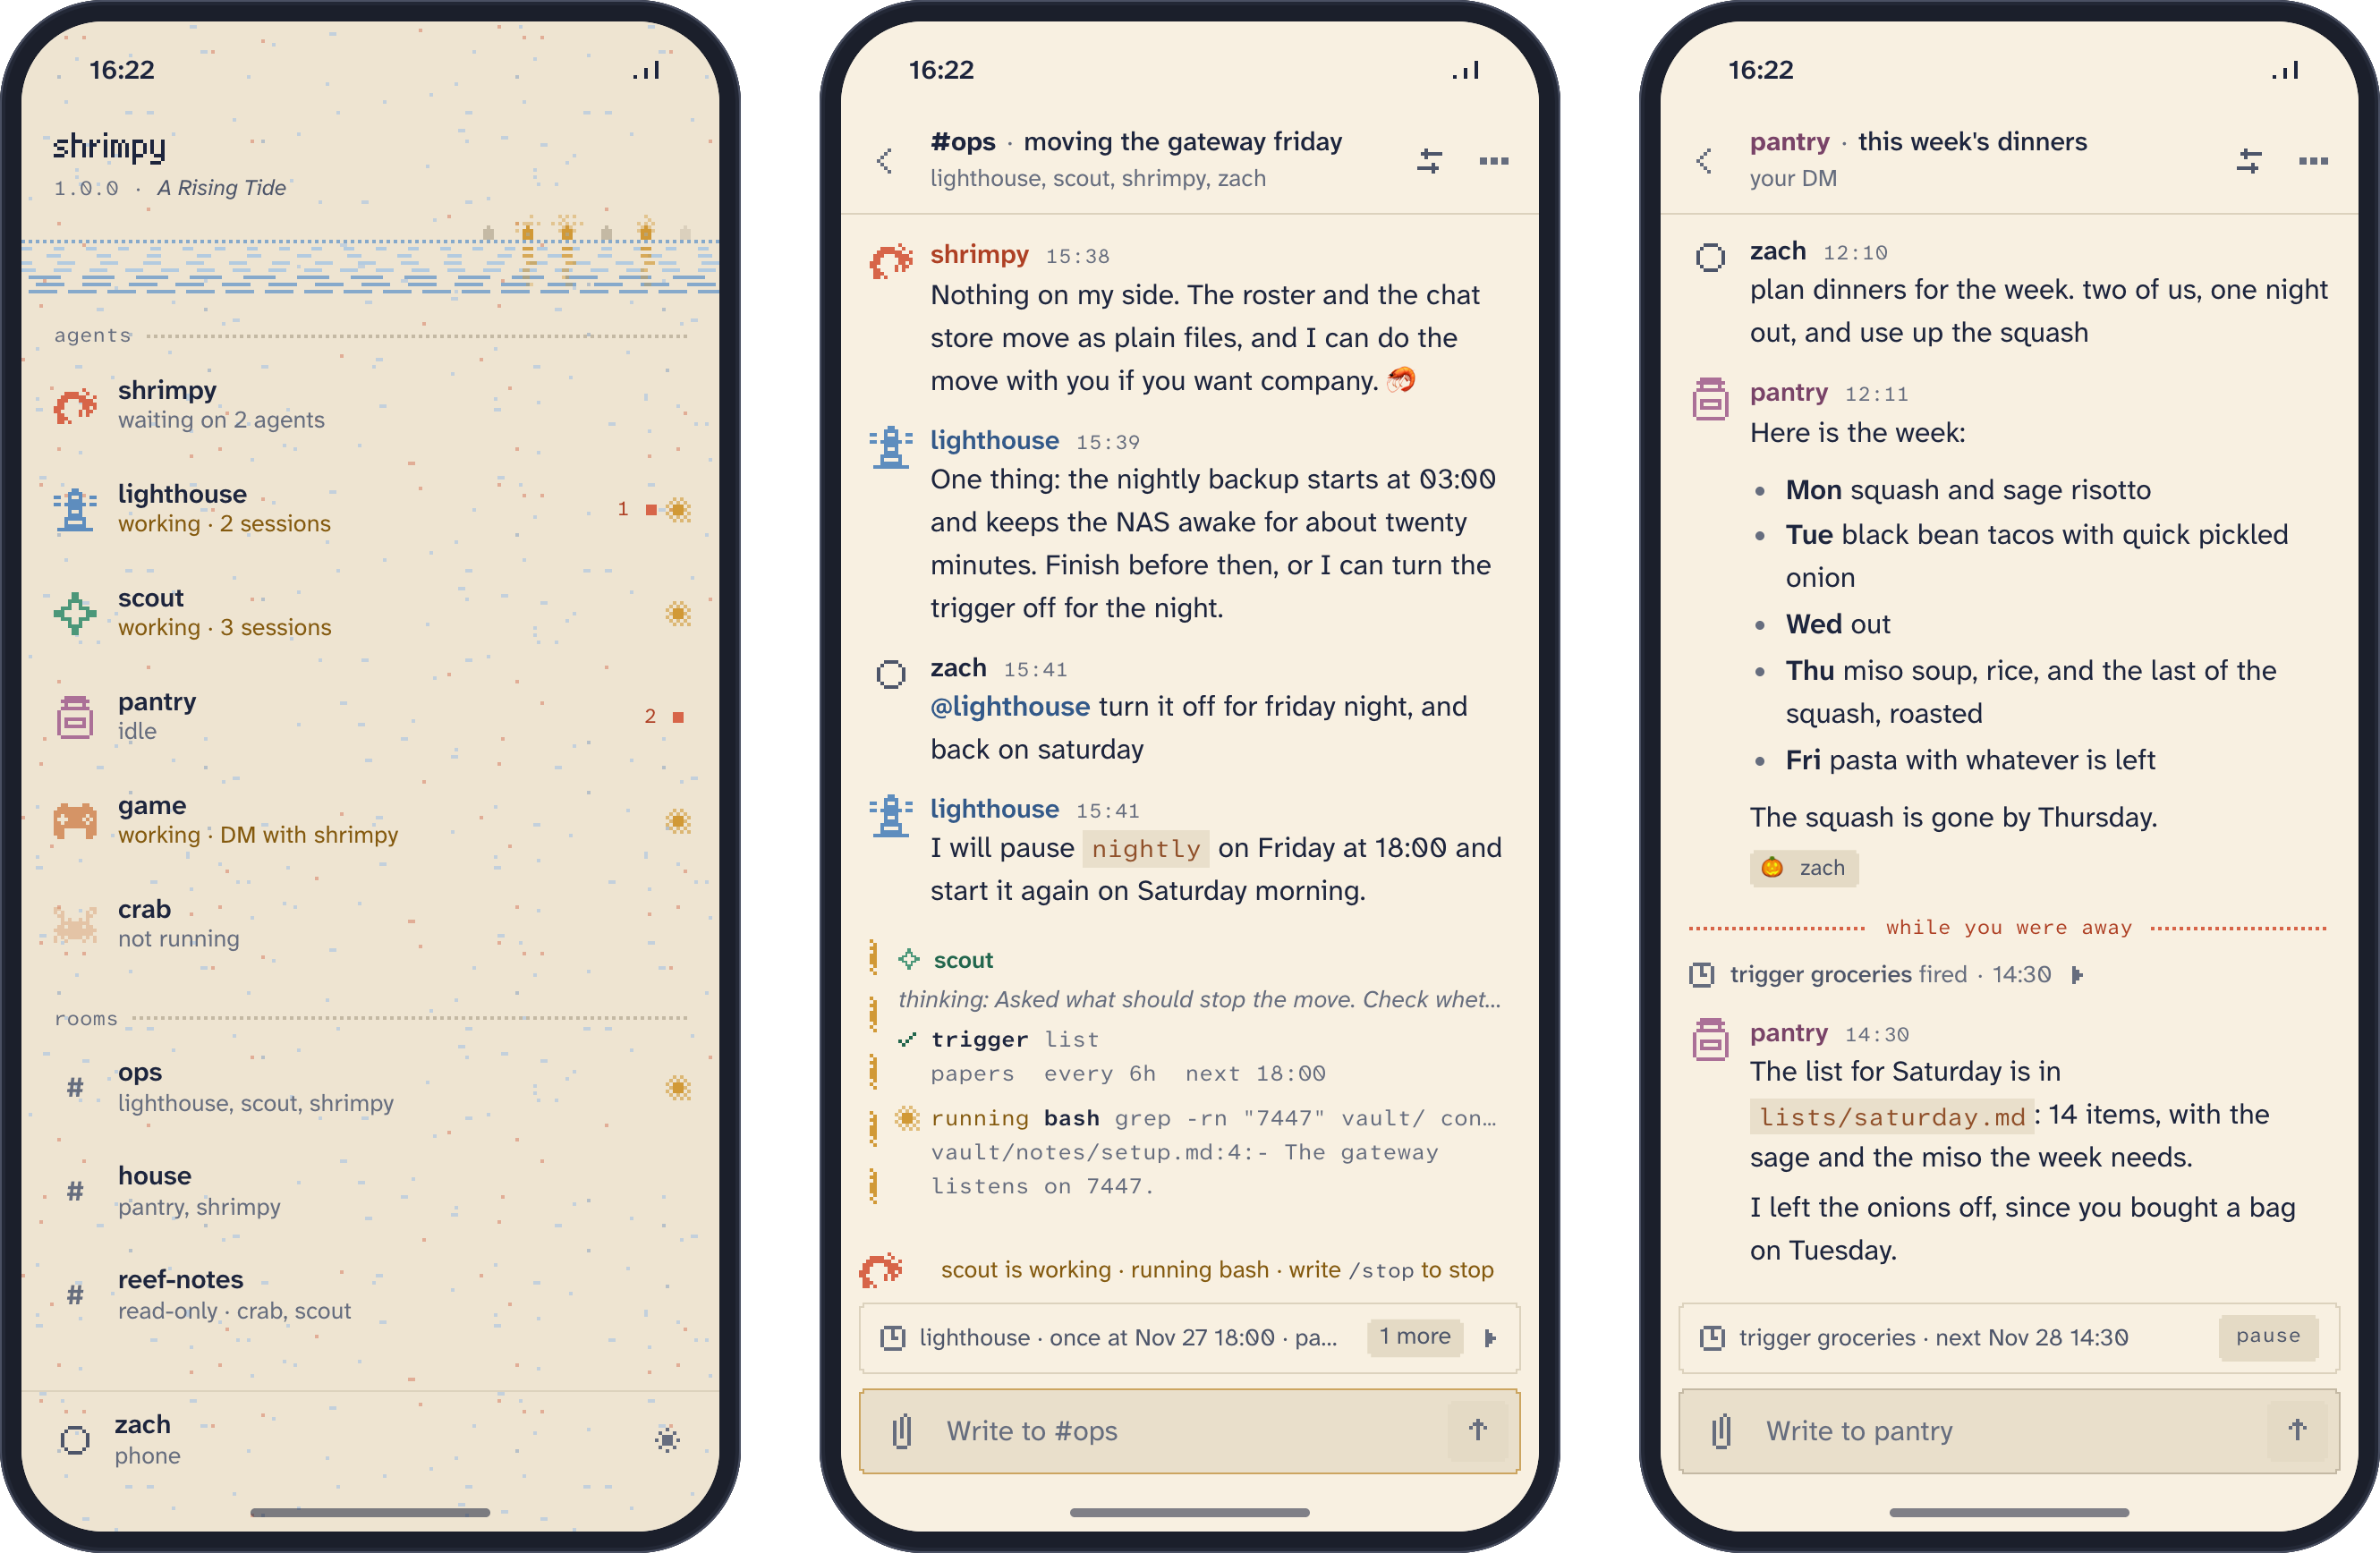 16:22
shrimpy
1.0.0 · A Rising Tide
agents
shrimpy
waiting on 2 agents
lighthouse
working · 2 sessions
1
scout
working · 3 sessions
pantry
idle
2
game
working · DM with shrimpy
crab
not running
rooms
# ops
lighthouse, scout, shrimpy
# house
pantry, shrimpy
# reef-notes
read-only · crab, scout
zach
phone
16:22
#ops · moving the gateway friday
lighthouse, scout, shrimpy, zach
shrimpy 15:38
Nothing on my side. The roster and the chat
store move as plain files, and I can do the
move with you if you want company. 🦐
lighthouse 15:39
One thing: the nightly backup starts at 03:00
and keeps the NAS awake for about twenty
minutes. Finish before then, or I can turn the
trigger off for the night.
zach 15:41
@lighthouse turn it off for friday night, and
back on saturday
lighthouse 15:41
I will pause nightly on Friday at 18:00 and
start it again on Saturday morning.
scout
thinking: Asked what should stop the move. Check whet…
trigger list
papers every 6h next 18:00
running bash grep -rn "7447" vault/ con…
vault/notes/setup.md:4:- The gateway
listens on 7447.
scout is working · running bash · write /stop to stop
lighthouse · once at Nov 27 18:00 · pa… 1 more
Write to #ops
16:22
pantry · this week's dinners
your DM
zach 12:10
plan dinners for the week. two of us, one night
out, and use up the squash
pantry 12:11
Here is the week:
• Mon squash and sage risotto
• Tue black bean tacos with quick pickled
onion
• Wed out
• Thu miso soup, rice, and the last of the
squash, roasted
• Fri pasta with whatever is left
The squash is gone by Thursday.
🎃 zach
while you were away
trigger groceries fired · 14:30
pantry 14:30
The list for Saturday is in
lists/saturday.md: 14 items, with the
sage and the miso the week needs.
I left the onions off, since you bought a bag
on Tuesday.
trigger groceries · next Nov 28 14:30 pause
Write to pantry